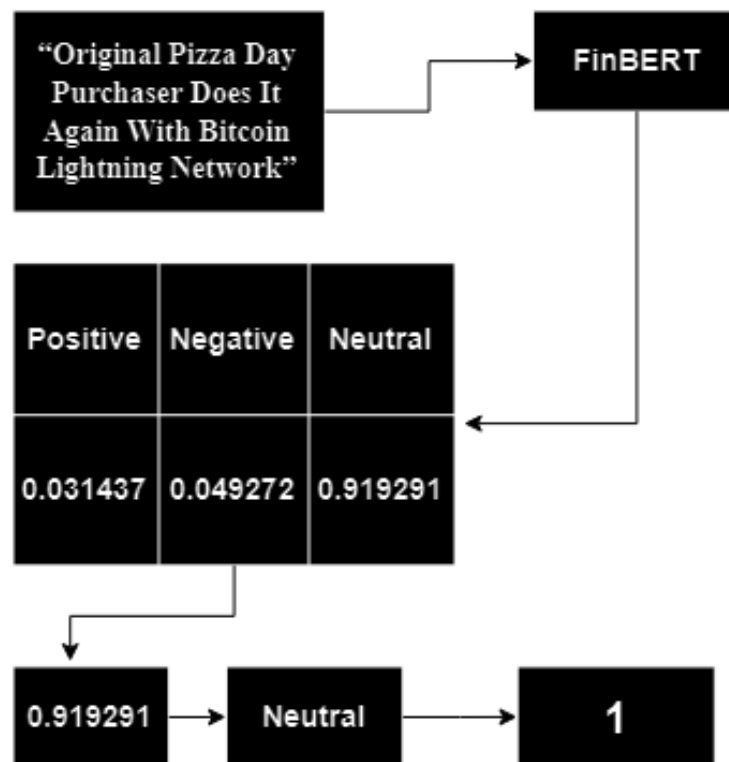 “Original Pizza Day
Purchaser Does It
Again With Bitcoin
Lightning Network”
FinBERT
Positive Negative Neutral
0.031437 0.049272 0.919291
0.919291 Neutral 1